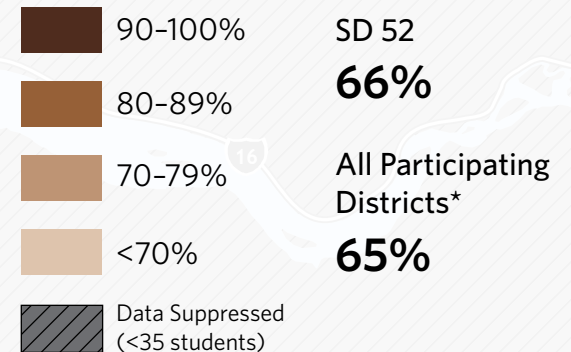 90–100%
80–89%
70–79%
<70%
Data Suppressed
(<35 students)
SD 52
66%
All Participating
Districts*
65%
16